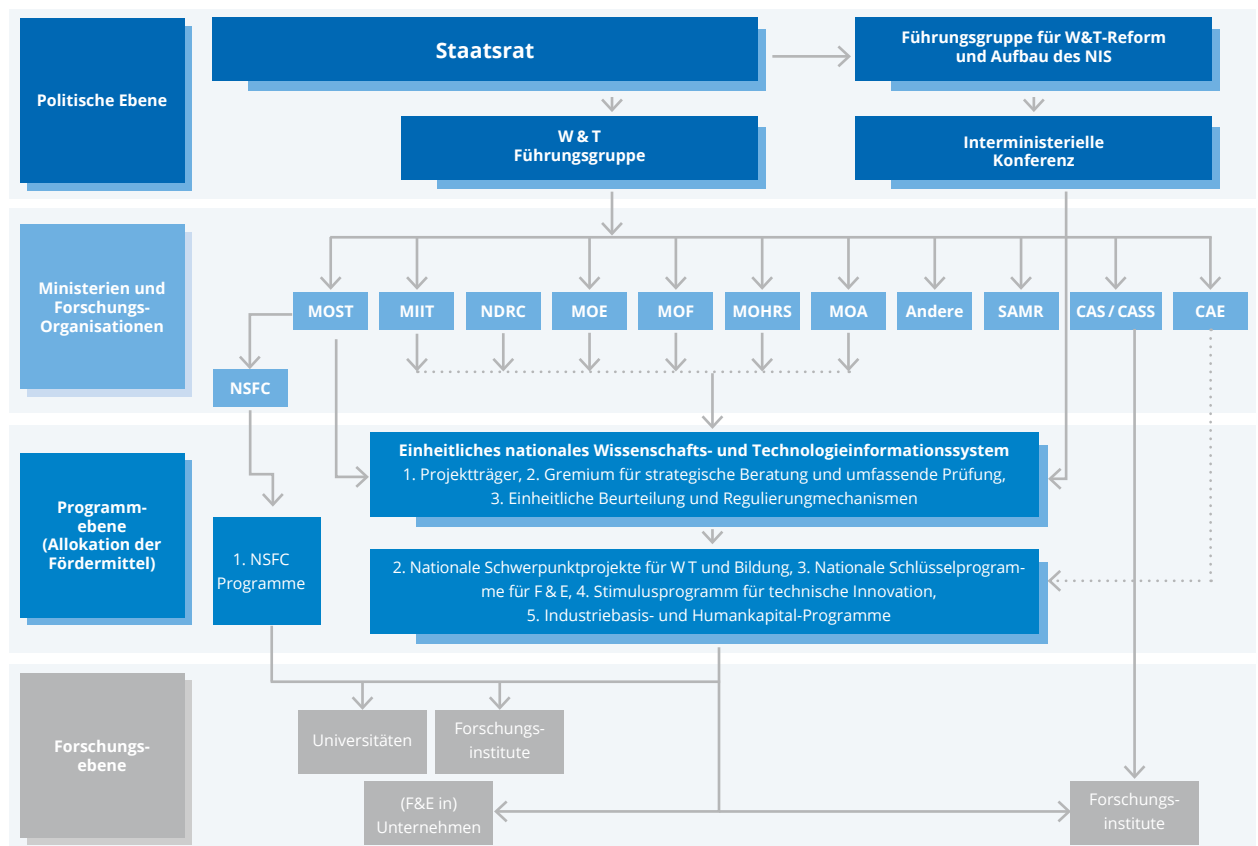 Politische Ebene
Staatsrat
Führungsgruppe für W&T-Reform
und Aufbau des NIS
W & T
Führungsgruppe
Interministerielle
Konferenz
Ministerien und
Forschungs-
Organisationen
MOST
MIIT
NDRC
MOE
MOF
MOHRS
MOA
Andere
SAMR
CAS / CASS
CAE
NSFC
Programm-
ebene
(Allokation der
Fördermittel)
Einheitliches nationales Wissenschafts- und Technologieinformationssystem
1. Projektträger, 2. Gremium für strategische Beratung und umfassende Prüfung,
3. Einheitliche Beurteilung und Regulierungmechanismen
1. NSFC
Programme
2. Nationale Schwerpunktprojekte für W T und Bildung, 3. Nationale Schlüsselprogram-
me für F & E, 4. Stimulusprogramm für technische Innovation,
5. Industriebasis- und Humankapital-Programme
Forschungs-
ebene
Universitäten
Forschungs-
institute
(F&E in)
Unternehmen
Forschungs-
institute